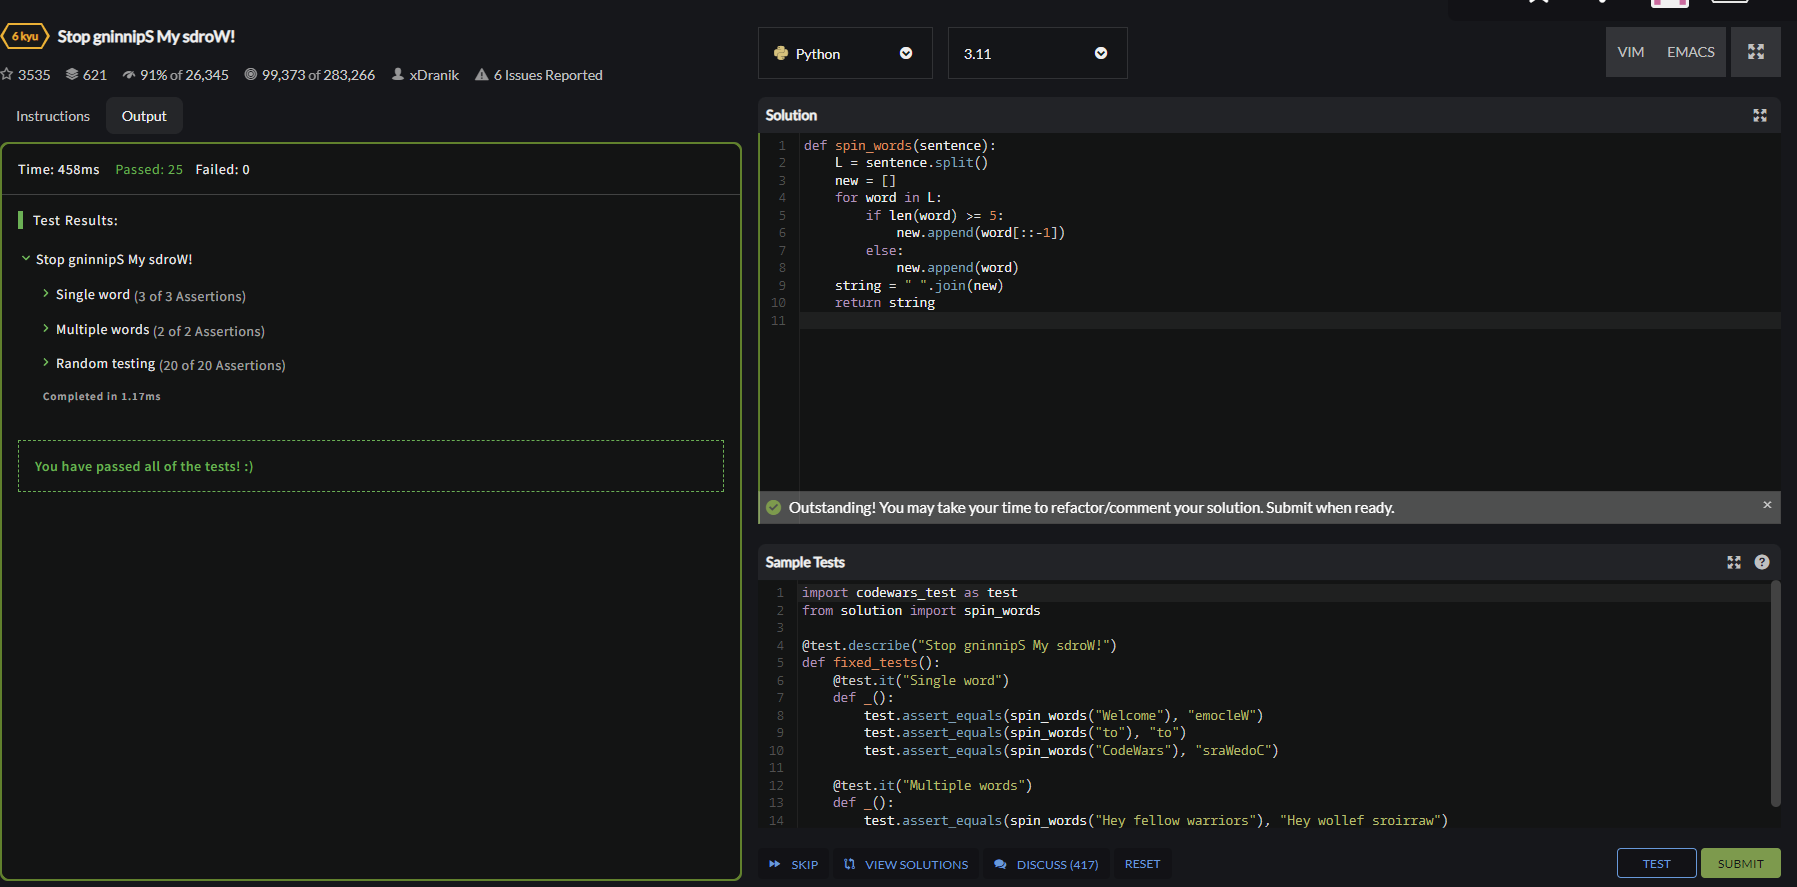 6 kyu Stop gninnipS My sdroW!
3535 621 91% of 26,345 99,373 of 283,266 xDranik 6 Issues Reported
Instructions Output
Time: 458ms Passed: 25 Failed: 0
Test Results:
Stop gninnipS My sdroW!
Single word (3 of 3 Assertions)
Multiple words (2 of 2 Assertions)
Random testing (20 of 20 Assertions)
Completed in 1.17ms
You have passed all of the tests! :)
Python 3.11 VIM EMACS
Solution
1 def spin_words(sentence):
2     L = sentence.split()
3     new = []
4     for word in L:
5         if len(word) >= 5:
6             new.append(word[::-1])
7         else:
8             new.append(word)
9     string = " ".join(new)
10     return string
11
Outstanding! You may take your time to refactor/comment your solution. Submit when ready. ×
Sample Tests ?
1 import codewars_test as test
2 from solution import spin_words
3
4 @test.describe("Stop gninnipS My sdroW!")
5 def fixed_tests():
6     @test.it("Single word")
7     def _():
8         test.assert_equals(spin_words("Welcome"), "emocleW")
9         test.assert_equals(spin_words("to"), "to")
10         test.assert_equals(spin_words("CodeWars"), "sraWedoC")
11
12     @test.it("Multiple words")
13     def _():
14         test.assert_equals(spin_words("Hey fellow warriors"), "Hey wollef sroirraw")
SKIP VIEW SOLUTIONS DISCUSS (417) RESET TEST SUBMIT